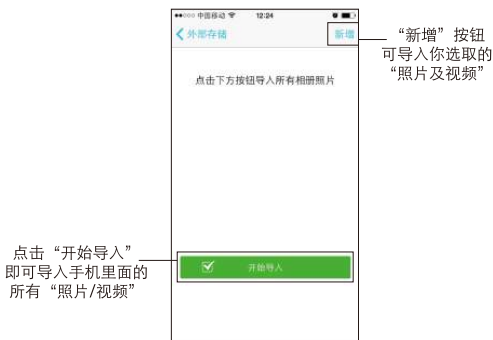 中国移动 12:24
外部存储
新增
“新增”按钮
可导入你选取的
“照片及视频”
点击下方按钮导入所有相册照片
点击“开始导入”
即可导入手机里面的
所有“照片/视频”
开始导入